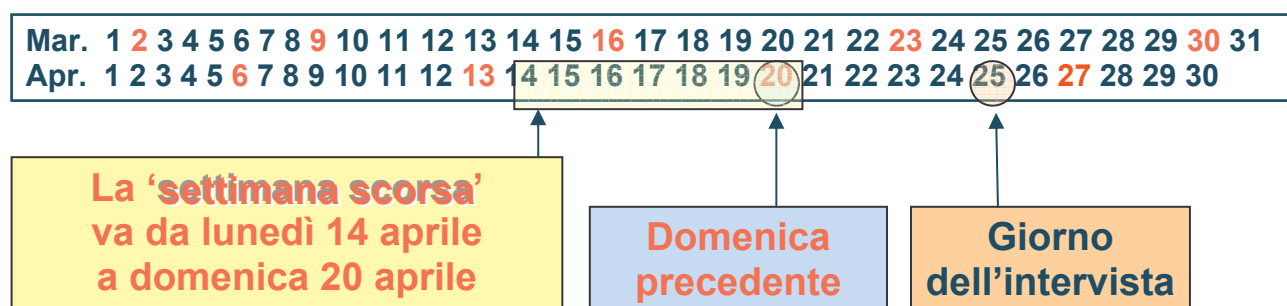 Mar. 1 2 3 4 5 6 7 8 9 10 11 12 13 14 15 16 17 18 19 20 21 22 23 24 25 26 27 28 29 30 31
Apr. 1 2 3 4 5 6 7 8 9 10 11 12 13 14 15 16 17 18 19 20 21 22 23 24 25 26 27 28 29 30
La ‘settimana scorsa’
va da lunedì 14 aprile
a domenica 20 aprile
Domenica
precedente
Giorno
dell’intervista